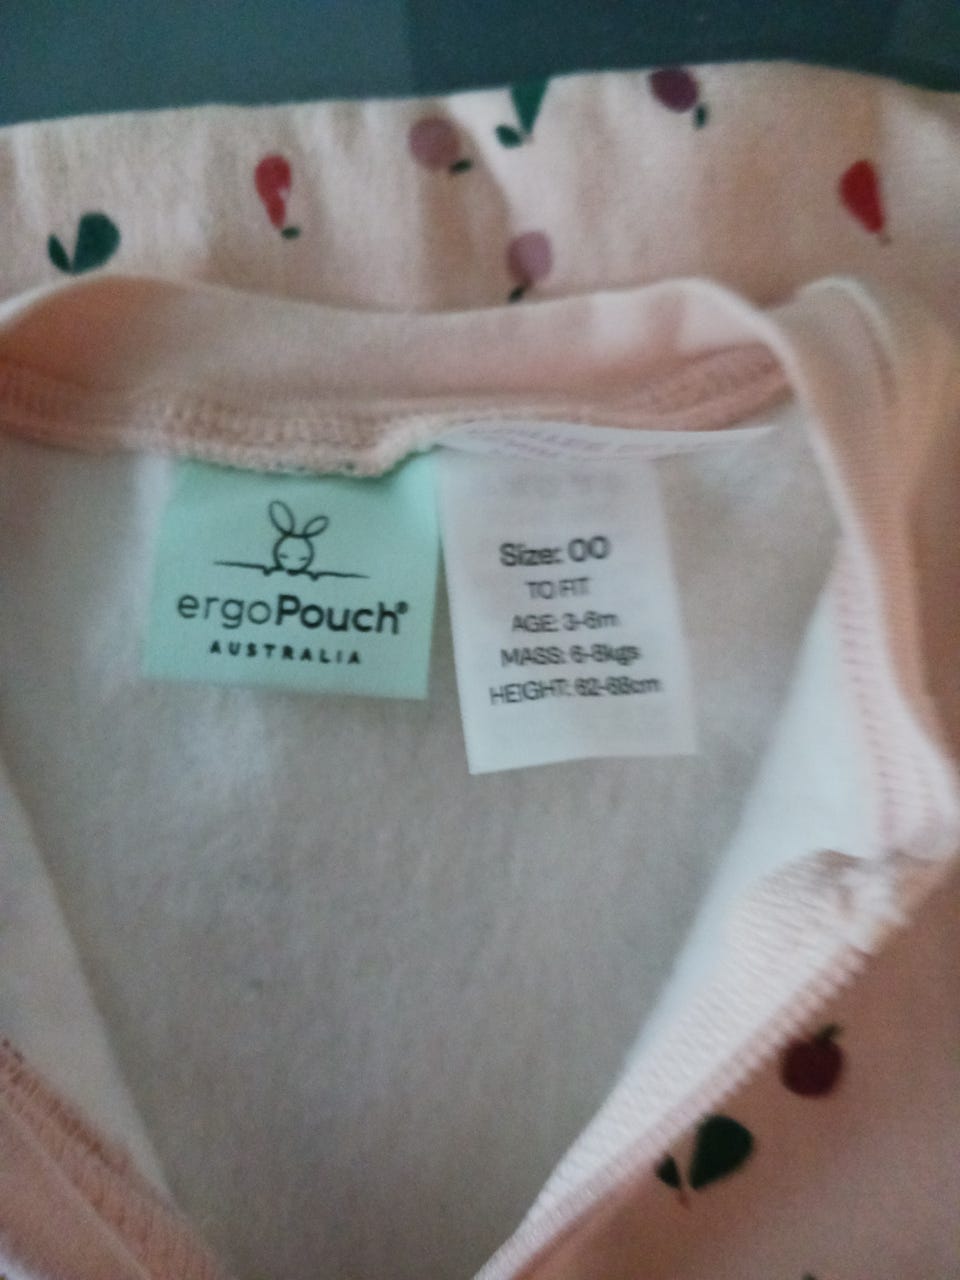 ergoPouch®
AUSTRALIA
Size: 00
TO FIT
AGE: 3-6m
MASS: 6-8kgs
HEIGHT: 62-68cm